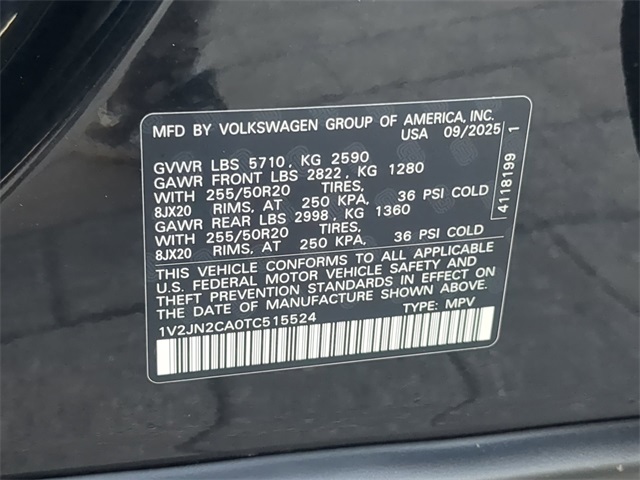 MFD BY VOLKSWAGEN GROUP OF AMERICA, INC.
USA 09/2025
GVWR LBS 5710, KG 2590
GAWR FRONT LBS 2822, KG 1280
WITH 255/50R20 TIRES,
8JX20 RIMS, AT 250 KPA, 36 PSI COLD
GAWR REAR LBS 2998, KG 1360
WITH 255/50R20 TIRES,
8JX20 RIMS, AT 250 KPA, 36 PSI COLD
THIS VEHICLE CONFORMS TO ALL APPLICABLE
U.S. FEDERAL MOTOR VEHICLE SAFETY AND
THEFT PREVENTION STANDARDS IN EFFECT ON
THE DATE OF MANUFACTURE SHOWN ABOVE.
1V2JN2CA0TC515524 TYPE: MPV
4118199 1